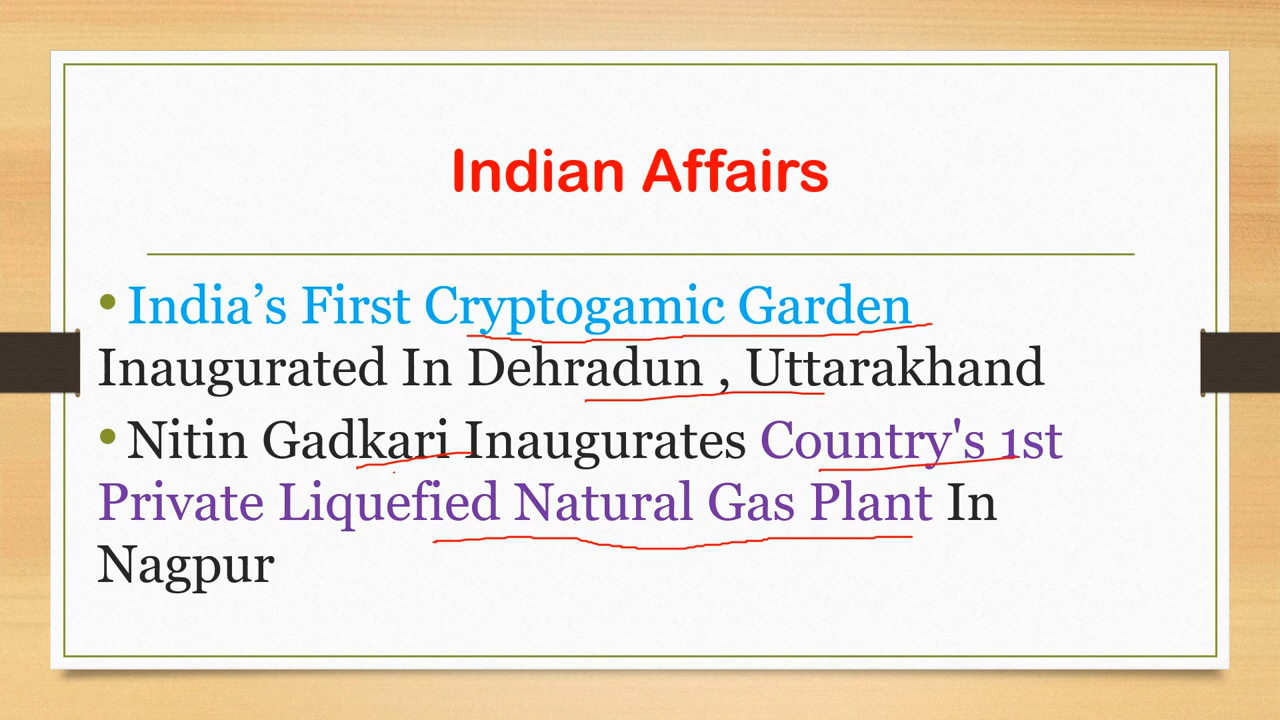 Indian Affairs
• India’s First Cryptogamic Garden
Inaugurated In Dehradun , Uttarakhand
• Nitin Gadkari Inaugurates Country's 1st
Private Liquefied Natural Gas Plant In
Nagpur